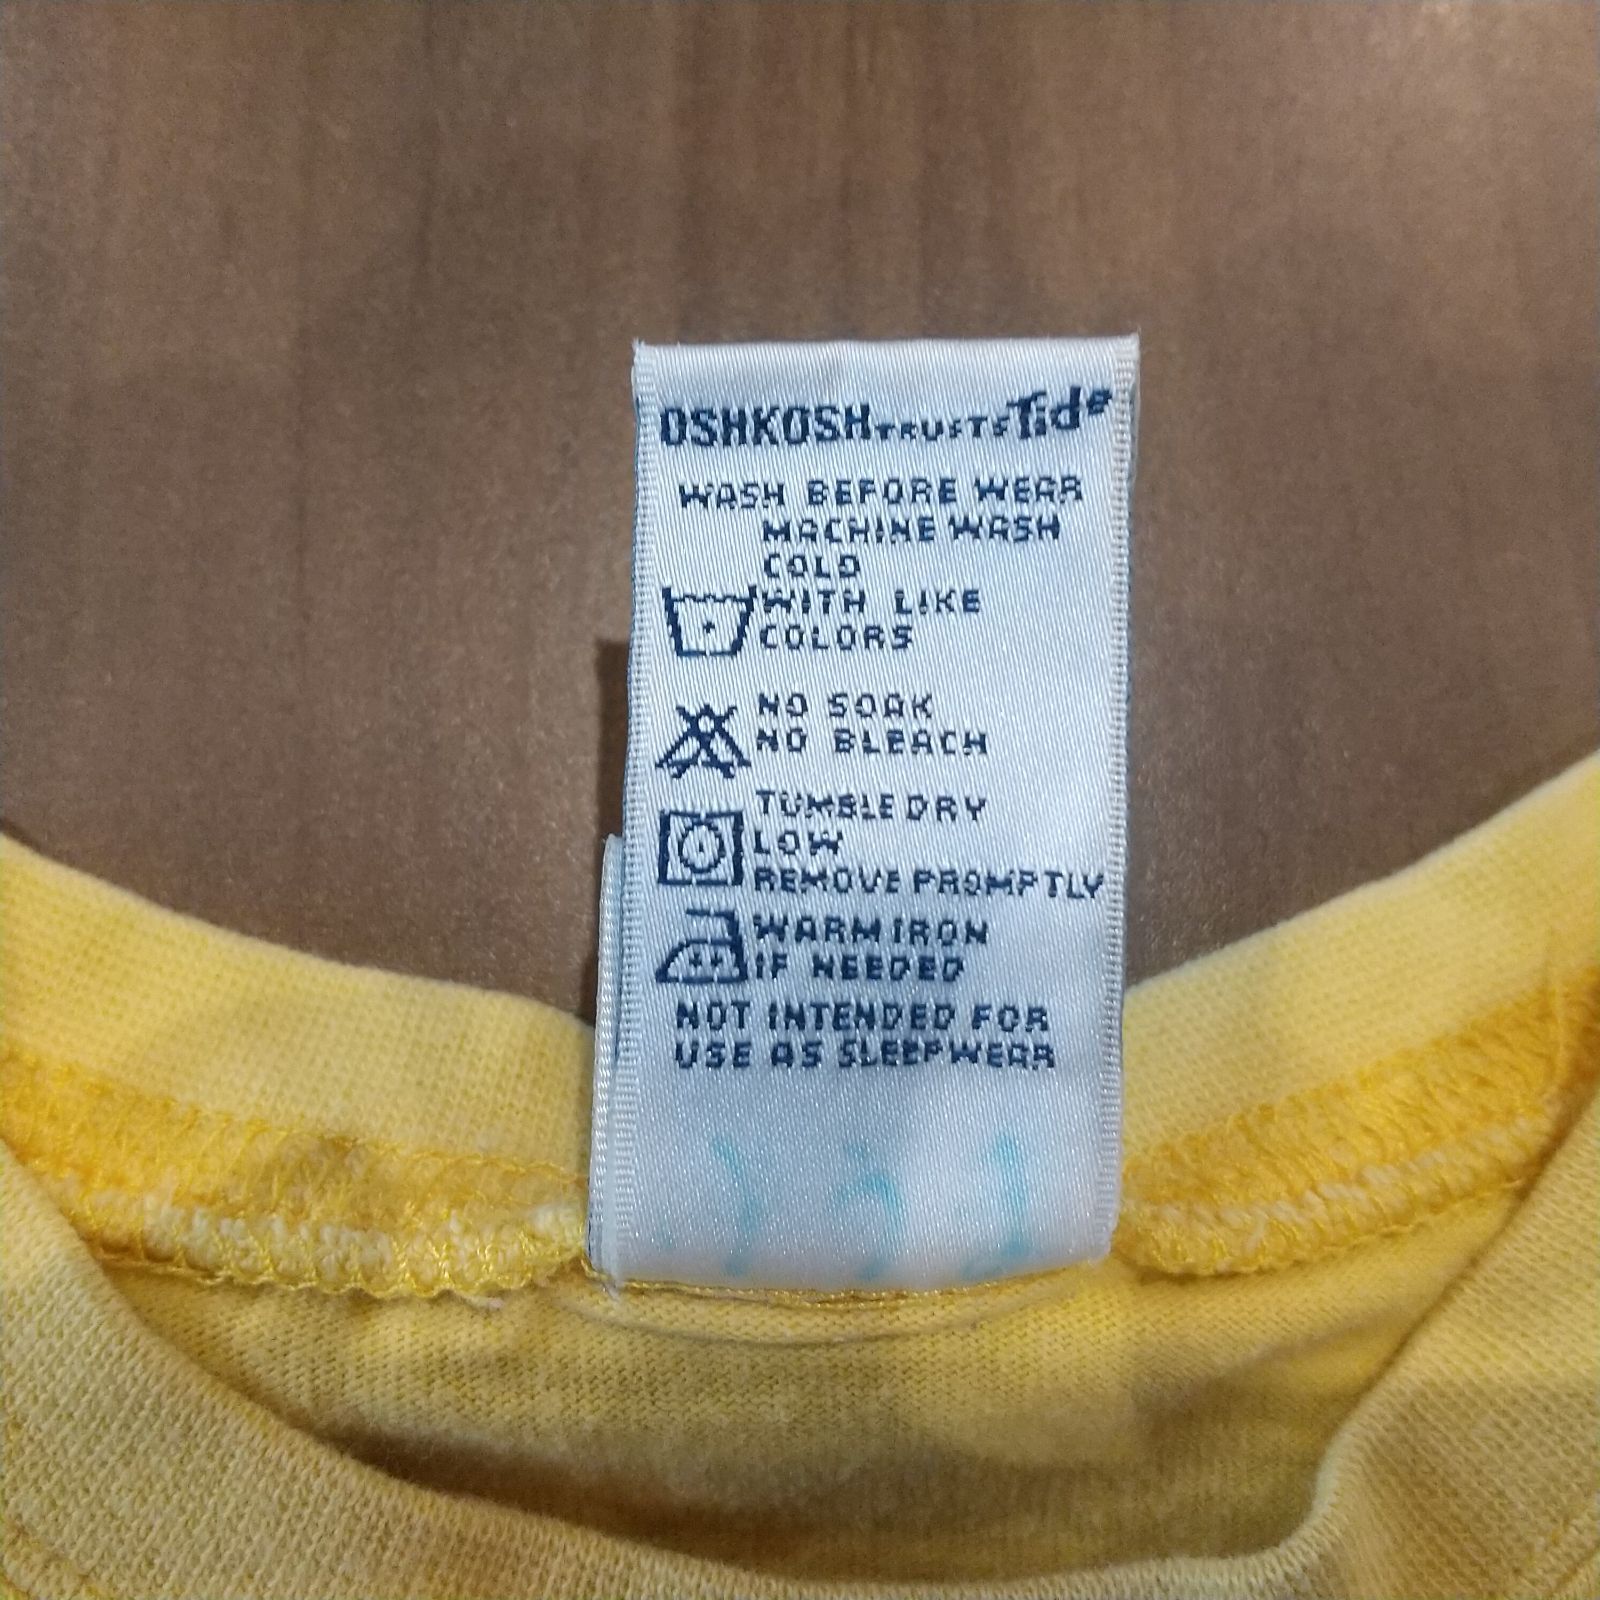 OSHKOSH TRUSTS Tide
WASH BEFORE WEAR
MACHINE WASH
COLD
WITH LIKE
COLORS
NO SOAK
NO BLEACH
TUMBLE DRY
LOW
REMOVE PROMPTLY
WARM IRON
IF NEEDED
NOT INTENDED FOR
USE AS SLEEPWEAR